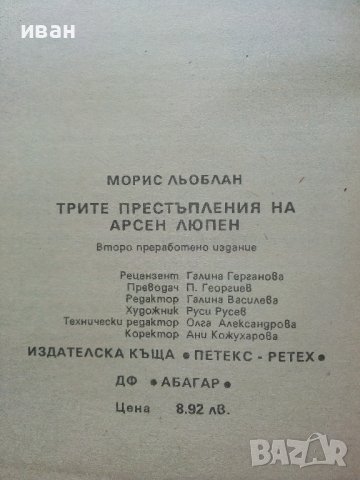 иван
МОРИС ЛЬОБЛАН
ТРИТЕ ПРЕСТЪПЛЕНИЯ НА
АРСЕН ЛЮПЕН
Второ преработено издание
Рецензент Галина Герганова
Преводач П. Георгиев
Редактор Галина Василева
Художник Руси Русев
Технически редактор Олга Александрова
Коректор Ани Кожухарова
ИЗДАТЕЛСКА КЪЩА • ПЕТЕКС - РЕТЕХ •
ДФ • АБАГАР •
Цена 8.92 лв.
BAZAR